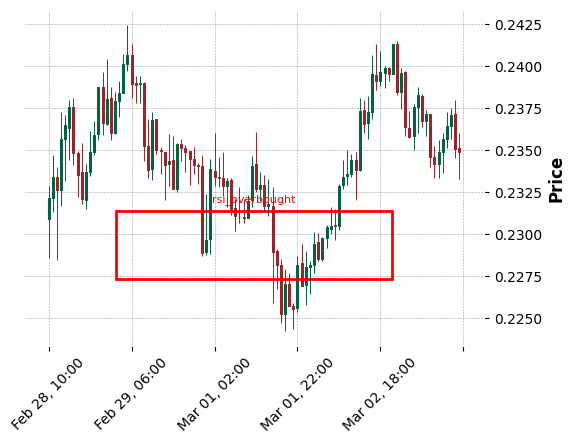 0.2425
0.2400
0.2375
0.2350
0.2325
0.2300
0.2275
0.2250
Price
rsi_overbought
Feb 28, 10:00
Feb 29, 06:00
Mar 01, 02:00
Mar 01, 22:00
Mar 02, 18:00